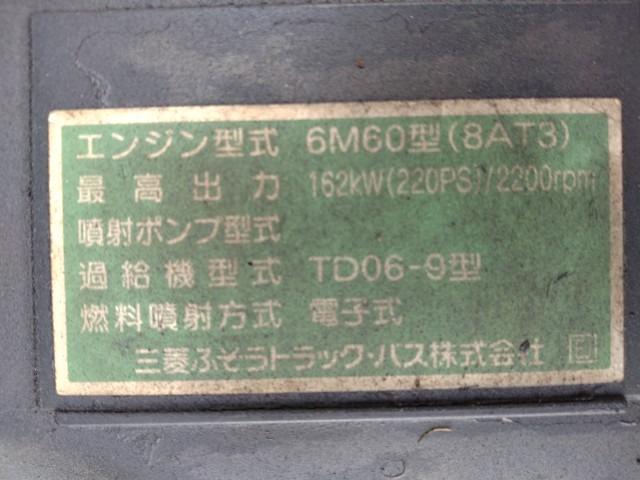 エンジン型式 6M60型(8AT3)
最高出力 162kW(220PS)/2200rpm
噴射ポンプ型式
過給機型式 TD06-9型
燃料噴射方式 電子式
三菱ふそうトラック・バス株式会社